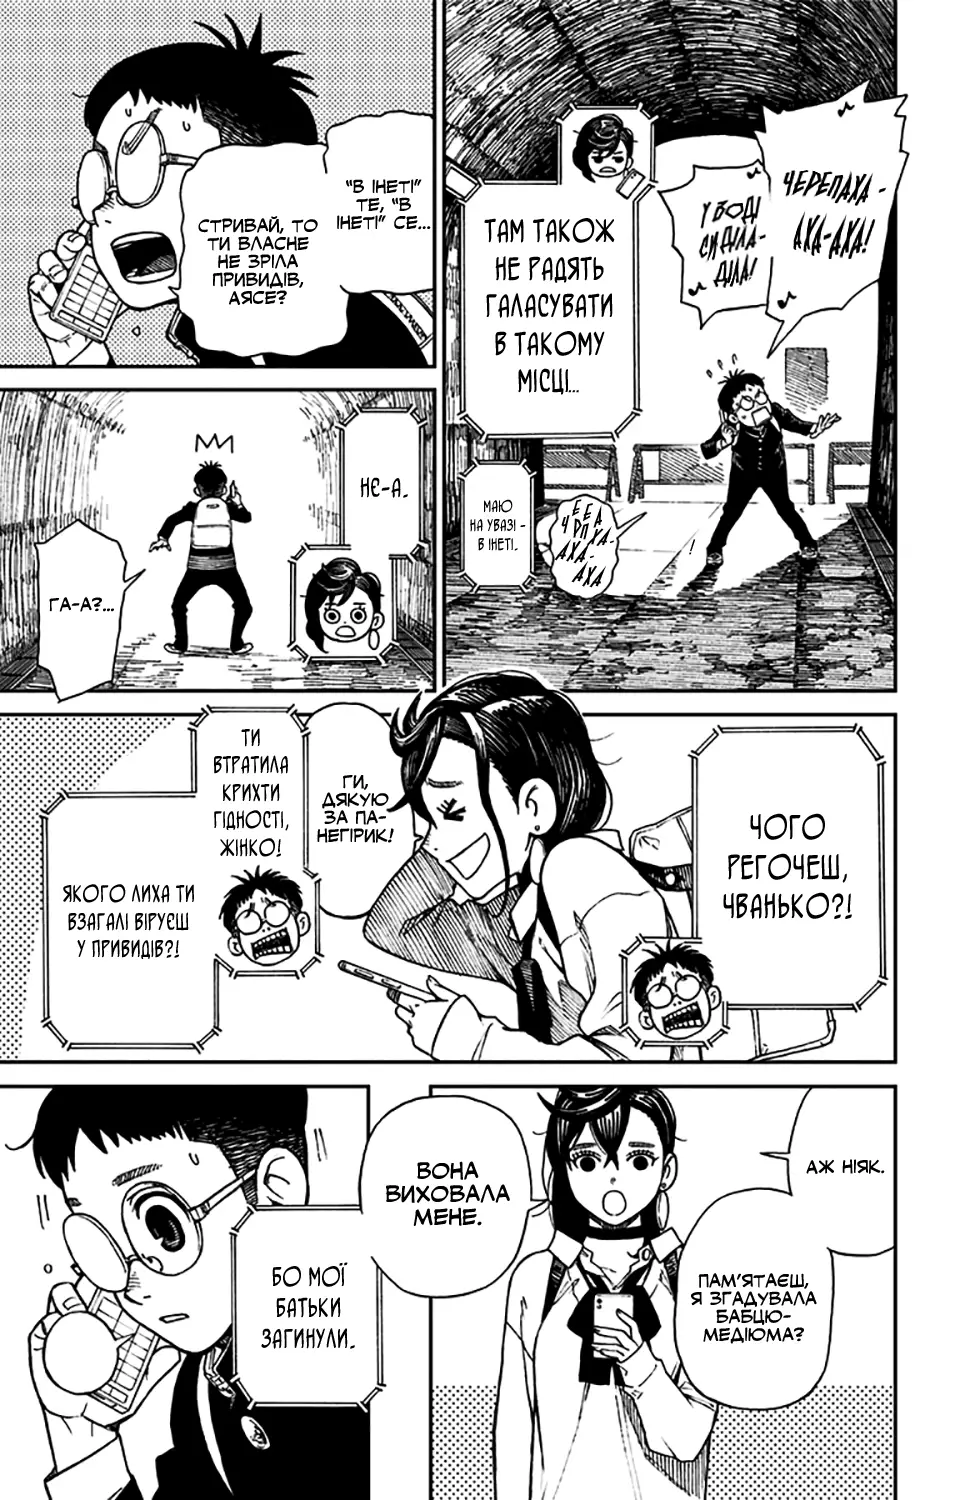 ЧЕРЕПАХА -
АХА-АХА!
У ВОДІ
СИДІЛА-
ДІЛА!
ТАМ ТАКОЖ
НЕ РАДЯТЬ
ГАЛАСУВАТИ
В ТАКОМУ
МІСЦІ...
МАЮ
НА УВАЗІ -
В ІНЕТІ.
ЧЕРЕПАХА-
АХА-
АХА
"В ІНЕТІ"
ТЕ, "В
ІНЕТІ" СЕ...
СТРИВАЙ, ТО
ТИ ВЛАСНЕ
НЕ ЗРІЛА
ПРИВИДІВ,
АЯСЕ?
НЄ-А.
ГА-А?...
ЧОГО
РЕГОЧЕШ,
ЧВАНЬКО?!
ГИ,
ДЯКУЮ
ЗА ПА-
НЕГІРИК!
ТИ
ВТРАТИЛА
КРИХТИ
ГІДНОСТІ,
ЖІНКО!
ЯКОГО ЛИХА ТИ
ВЗАГАЛІ ВІРУЄШ
У ПРИВИДІВ?!
АЖ НІЯК.
ПАМ'ЯТАЄШ,
Я ЗГАДУВАЛА
БАБЦЮ-
МЕДІЮМА?
ВОНА
ВИХОВАЛА
МЕНЕ.
БО МОЇ
БАТЬКИ
ЗАГИНУЛИ.